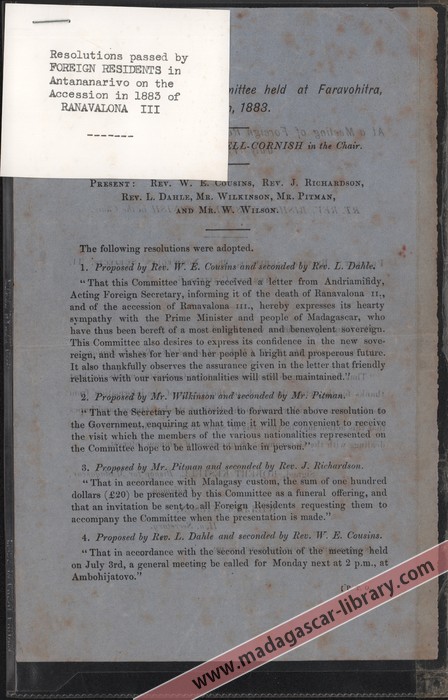 Resolutions passed by
FOREIGN RESIDENTS in
Antananarivo on the
Accession in 1883 of
RANAVALONA III
-------
mittee held at Faravohitra,
, 1883.
ELL-CORNISH in the Chair.
PRESENT: REV. W. E. COUSINS, REV. J. RICHARDSON,
REV. L. DAHLE, MR. WILKINSON, MR. PITMAN,
AND MR. W. WILSON.
The following resolutions were adopted.
1. Proposed by Rev. W. E. Cousins and seconded by Rev. L. Dahle.
"That this Committee having received a letter from Andriamifidy,
Acting Foreign Secretary, informing it of the death of Ranavalona II.,
and of the accession of Ranavalona III., hereby expresses its hearty
sympathy with the Prime Minister and people of Madagascar, who
have thus been bereft of a most enlightened and benevolent sovereign.
This Committee also desires to express its confidence in the new sove-
reign, and wishes for her and her people a bright and prosperous future.
It also thankfully observes the assurance given in the letter that friendly
relations with our various nationalities will still be maintained."
2. Proposed by Mr. Wilkinson and seconded by Mr. Pitman.
"That the Secretary be authorized to forward the above resolution to
the Government, enquiring at what time it will be convenient to receive
the visit which the members of the various nationalities represented on
the Committee hope to be allowed to make in person."
3. Proposed by Mr. Pitman and seconded by Rev. J. Richardson.
"That in accordance with Malagasy custom, the sum of one hundred
dollars (£20) be presented by this Committee as a funeral offering, and
that an invitation be sent to all Foreign Residents requesting them to
accompany the Committee when the presentation is made."
4. Proposed by Rev. L. Dahle and seconded by Rev. W. E. Cousins.
"That in accordance with the second resolution of the meeting held
on July 3rd, a general meeting be called for Monday next at 2 p.m., at
Ambohijatovo."
www.madagascar-library.com